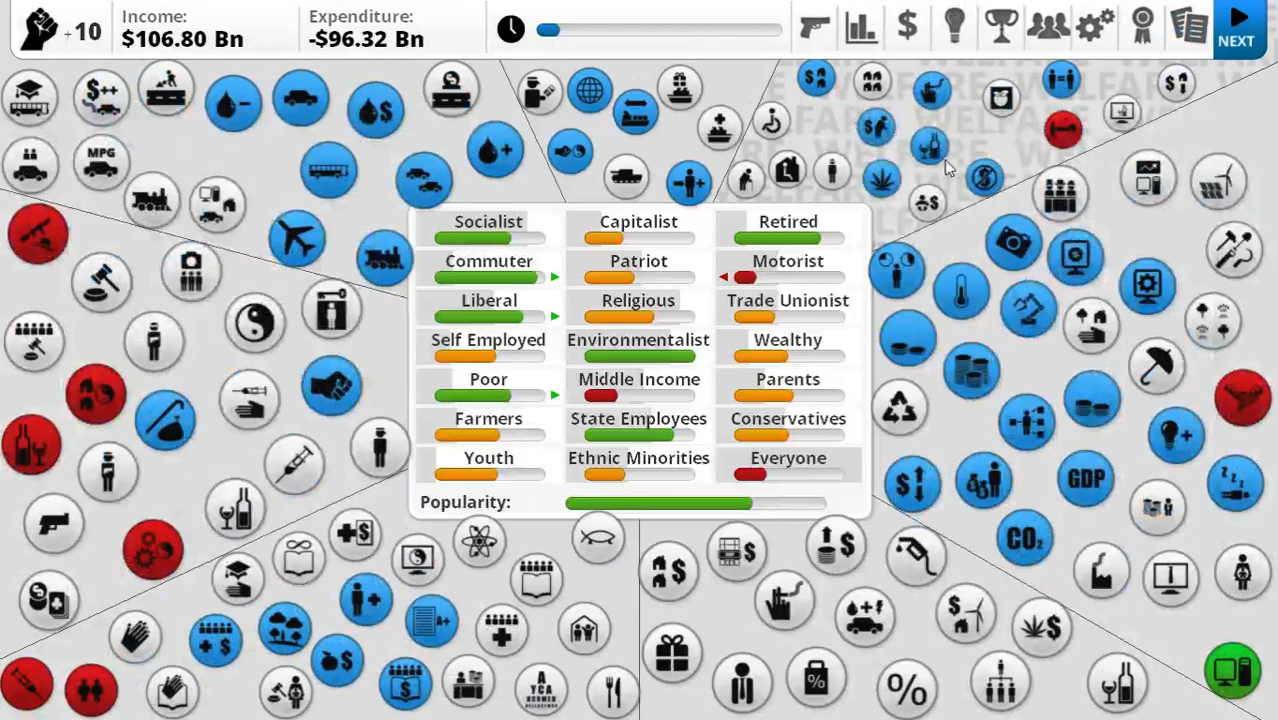 +10
Income:
$106.80 Bn
Expenditure:
-$96.32 Bn
NEXT
$++
MPG
WELFARE
Socialist
Capitalist
Retired
Commuter
Patriot
Motorist
Liberal
Religious
Trade Unionist
Self Employed
Environmentalist
Wealthy
Poor
Middle Income
Parents
Farmers
State Employees
Conservatives
Youth
Ethnic Minorities
Everyone
Popularity:
GDP
CO₂
A+